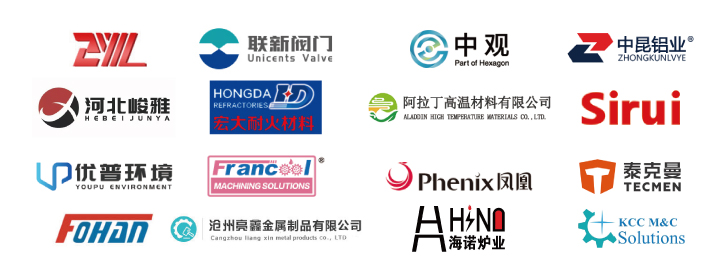 ZYML
联新阀门
Unicents Valve
中观
Part of Hexagon
中昆铝业®
ZHONGKUNLVYE
河北峻雅
HEBEIJUNYA
HONGDA
REFRACTORIES
HD
宏大耐火材料
阿拉丁高温材料有限公司
ALADDIN HIGH TEMPERATURE MATERIALS CO.,LTD.
Sirui
优普环境
YOUPU ENVIRONMENT
Francool®
MACHINING SOLUTIONS
Phenix凤凰
泰克曼
TECMEN
FOHAN
沧州亮鑫金属制品有限公司
Cangzhou liang xin metal products CO., LTD
HINO
海诺炉业
KCC M&C
Solutions